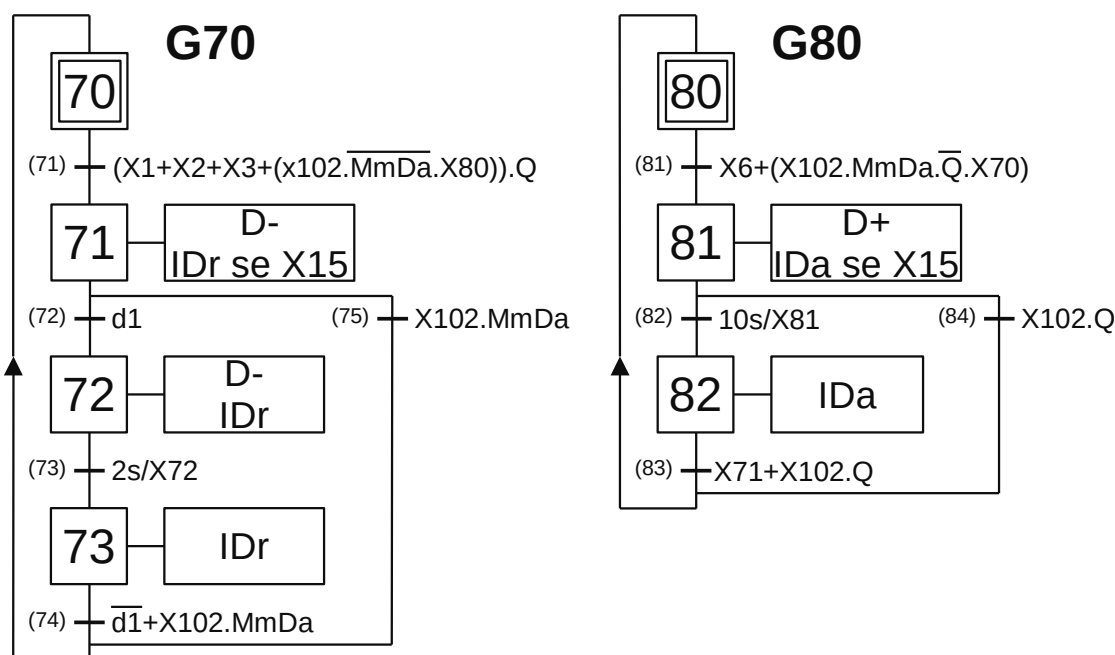 G70
70
(71) (X1+X2+X3+(x102.M̅m̅D̅a̅.X80)).Q
71
D-
IDr se X15
(72) d1
(75) X102.MmDa
72
D-
IDr
(73) 2s/X72
73
IDr
(74) d̅1̅+X102.MmDa
G80
80
(81) X6+(X102.MmDa.Q̅.X70)
81
D+
IDa se X15
(82) 10s/X81
(84) X102.Q
82
IDa
(83) X71+X102.Q